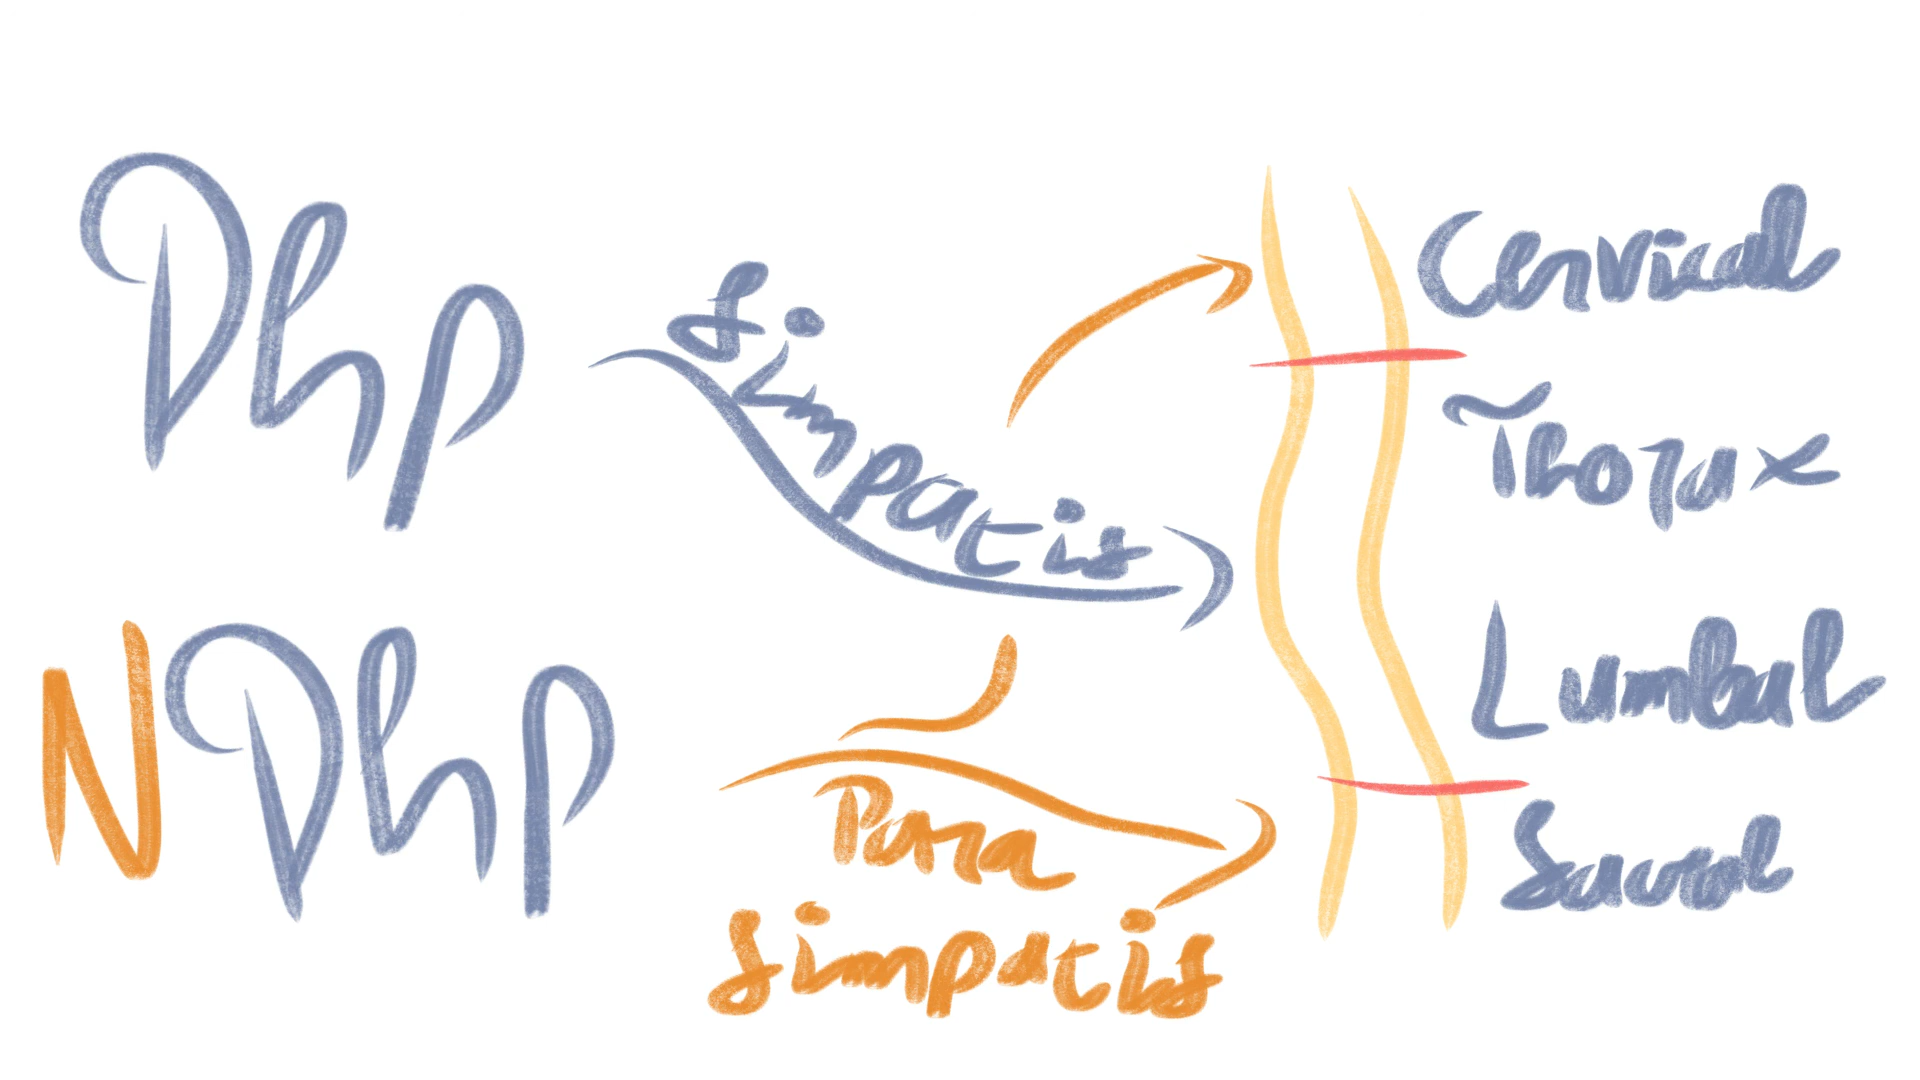 Dhp
Simpatis
NDhp
Para
Simpatis
Cervical
Thorax
Lumbal
Sacral